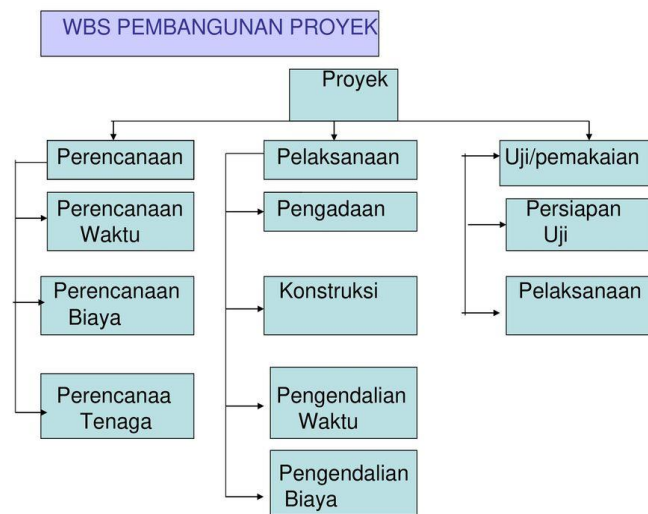 WBS PEMBANGUNAN PROYEK
Proyek
Perencanaan
Pelaksanaan
Uji/pemakaian
Perencanaan
Waktu
Pengadaan
Persiapan
Uji
Perencanaan
Biaya
Konstruksi
Pelaksanaan
Perencanaa
Tenaga
Pengendalian
Waktu
Pengendalian
Biaya